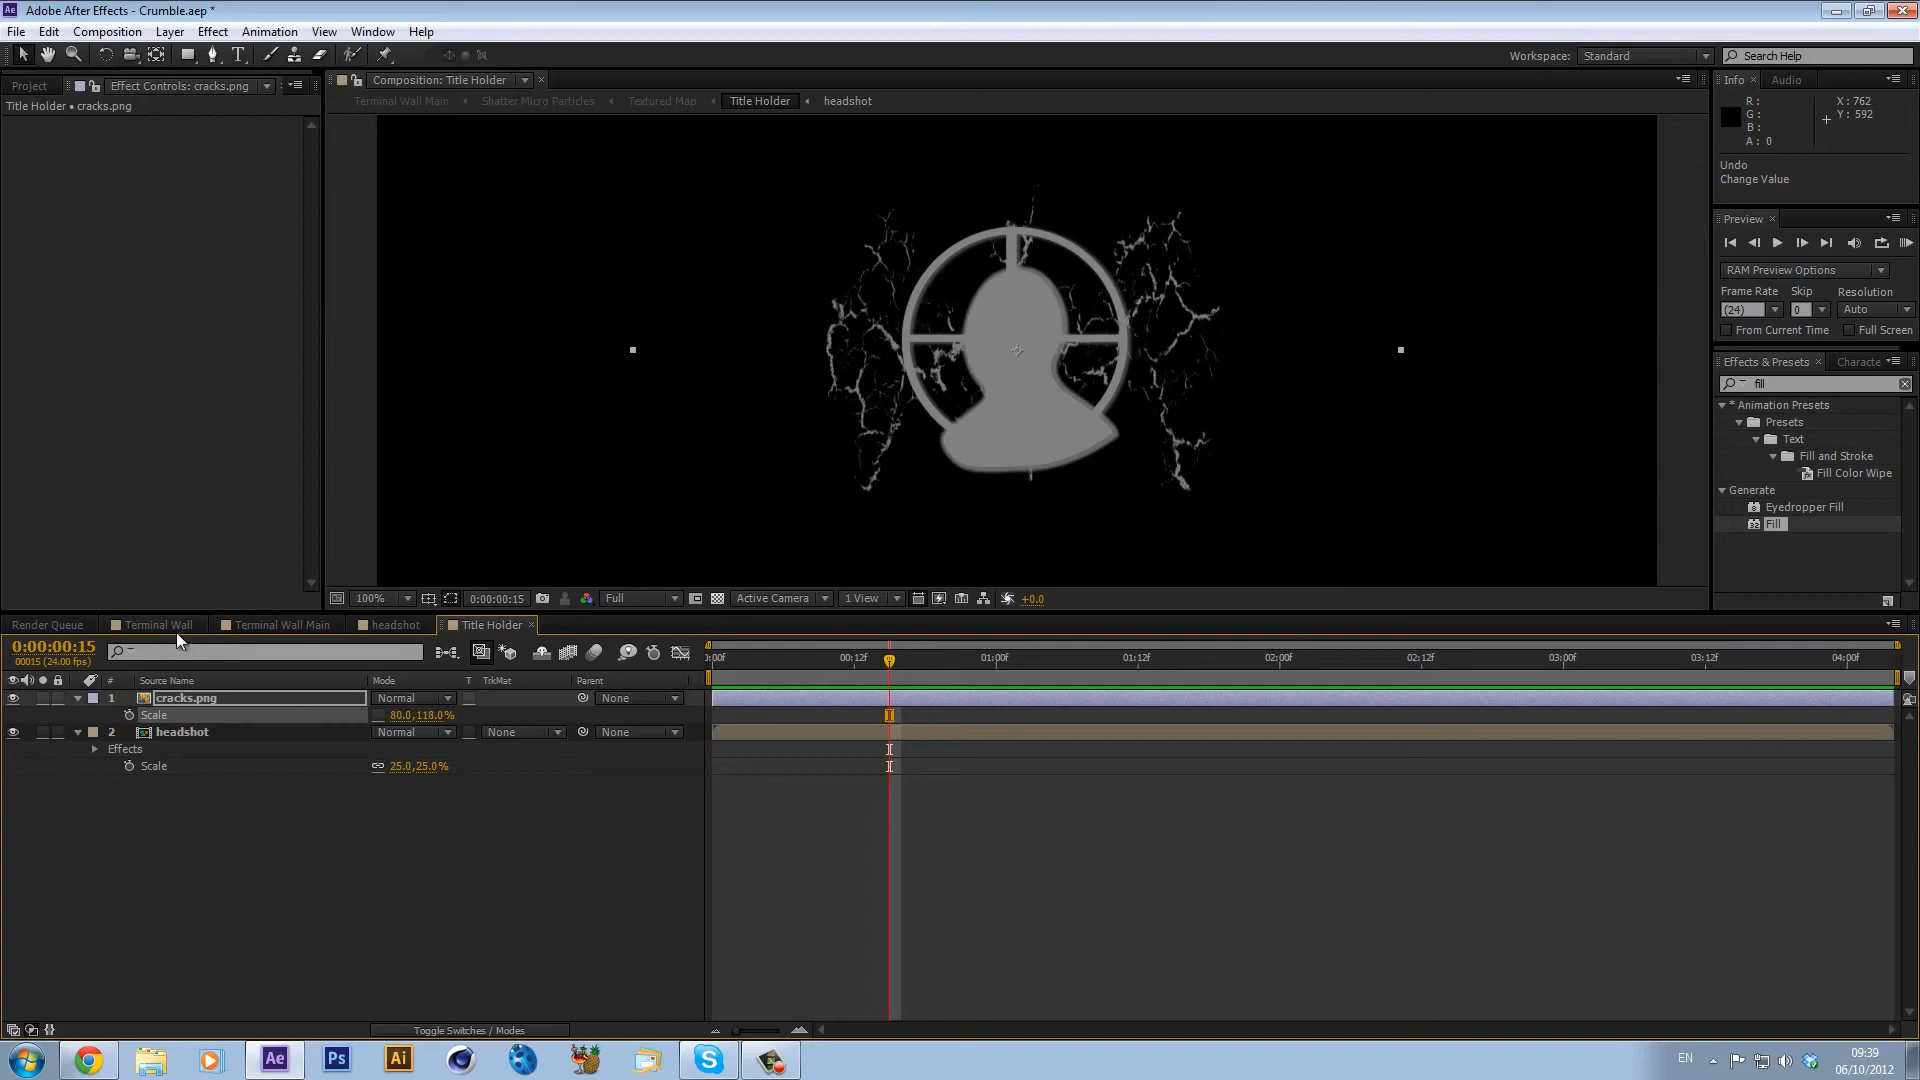 Adobe After Effects - Crumble.aep *
File Edit Composition Layer Effect Animation View Window Help
Workspace: Standard Search Help
Project Effect Controls: cracks.png
Title Holder • cracks.png
Composition: Title Holder
Terminal Wall Main Shatter Micro Particles Textured Map Title Holder headshot
Info Audio
R: X: 762
G: Y: 592
B:
A: 0
Undo
Change Value
Preview
RAM Preview Options
Frame Rate Skip Resolution
(24) 0 Auto
From Current Time Full Screen
Effects & Presets Characte
fill
* Animation Presets
Presets
Text
Fill and Stroke
Fill Color Wipe
Generate
Eyedropper Fill
Fill
100% 0:00:00:15 Full Active Camera 1 View +0.0
Render Queue Terminal Wall Terminal Wall Main headshot Title Holder
0:00:00:15
00015 (24.00 fps)
:00f 00:12f 01:00f 01:12f 02:00f 02:12f 03:00f 03:12f 04:00f
# Source Name Mode T TrkMat Parent
1 cracks.png Normal None
Scale 80.0,118.0%
2 headshot Normal None None
Effects
Scale 25.0,25.0%
Toggle Switches / Modes
Ae Ps Ai
EN 09:39
06/10/2012